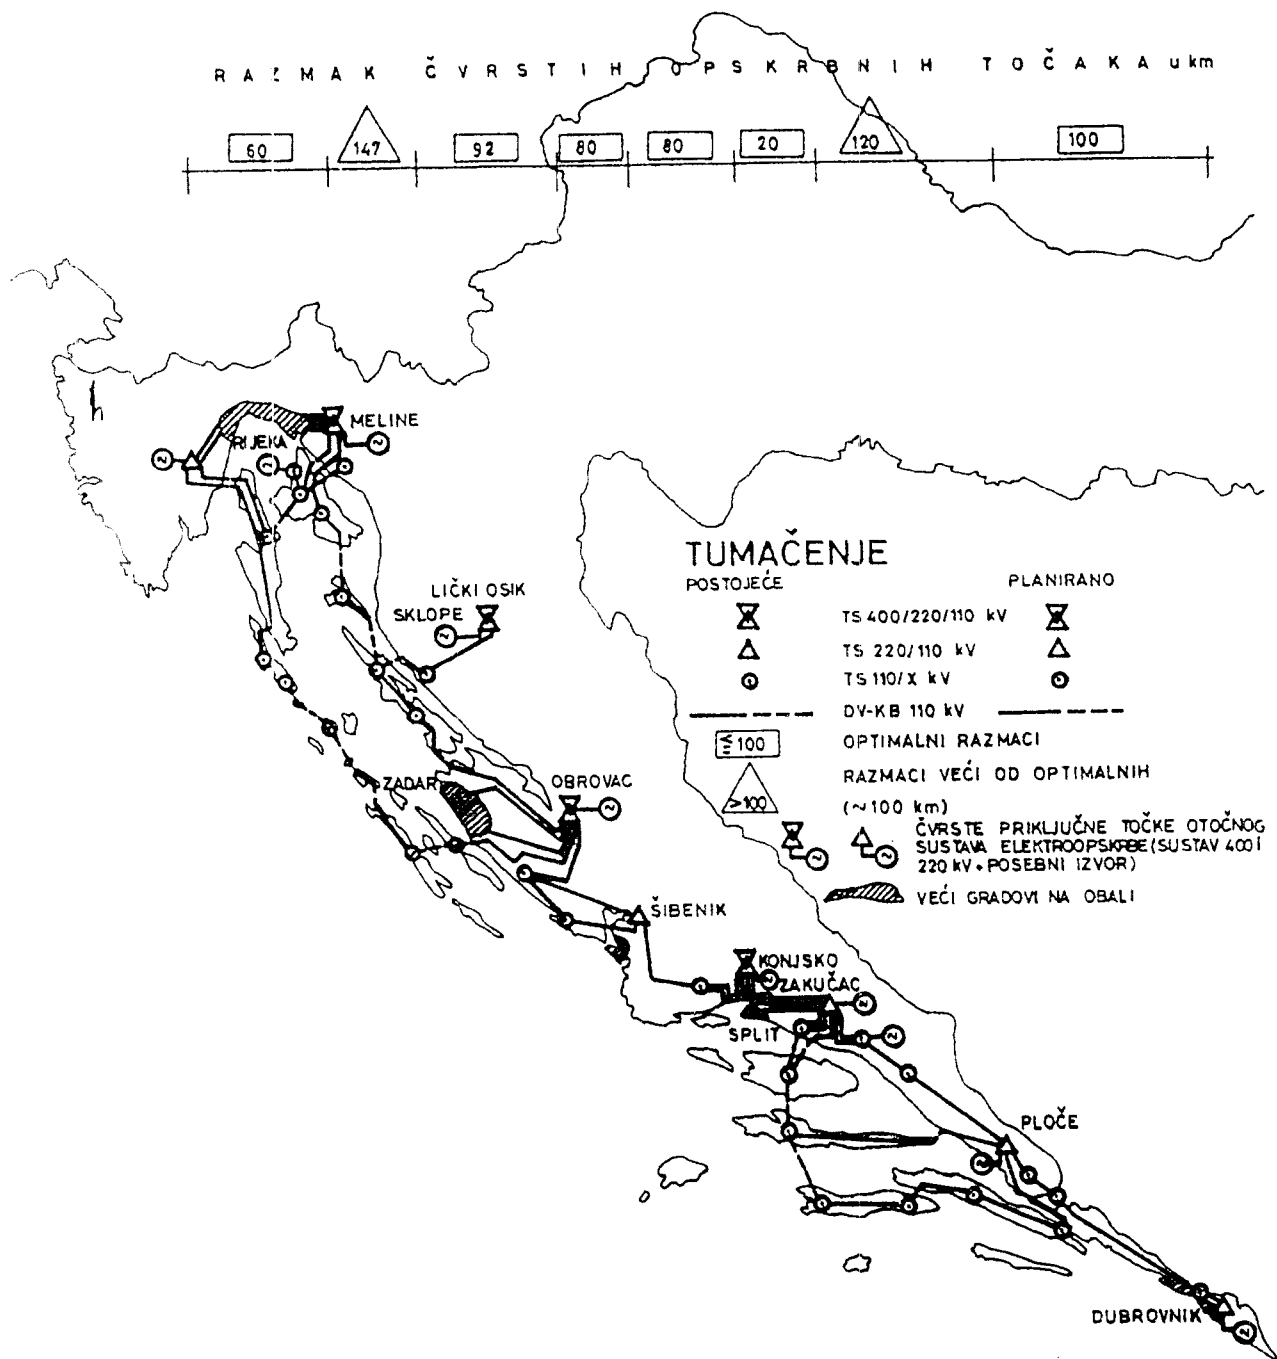 RAZMAK ČVRSTIH OPSKRBNIH TOČAKA u km
60 147 92 80 80 20 120 100
MELINE
RIJEKA
LIČKI OSIK
SKLOPE
ZADAR
OBROVAC
ŠIBENIK
KONJSKO
ZAKUČAC
SPLIT
PLOČE
DUBROVNIK
TUMAČENJE
POSTOJEĆE PLANIRANO
TS 400/220/110 kV
TS 220/110 kV
TS 110/X kV
DV-KB 110 kV
≤100 OPTIMALNI RAZMACI
>100 RAZMACI VEĆI OD OPTIMALNIH
(~100 km)
ČVRSTE PRIKLJUČNE TOČKE OTOČNOG
SUSTAVA ELEKTROOPSKRBE (SUSTAV 400 I
220 kV + POSEBNI IZVOR)
VEĆI GRADOVI NA OBALI